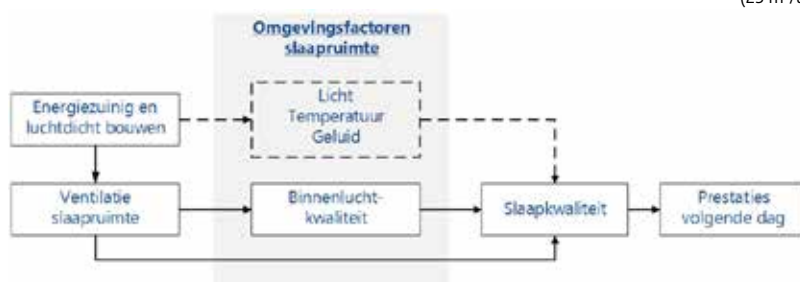 Omgevingsfactoren
slaapruimte
Energiezuinig en
luchtdicht bouwen
Licht
Temperatuur
Geluid
Ventilatie
slaapruimte
Binnenlucht-
kwaliteit
Slaapkwaliteit
Prestaties
volgende dag